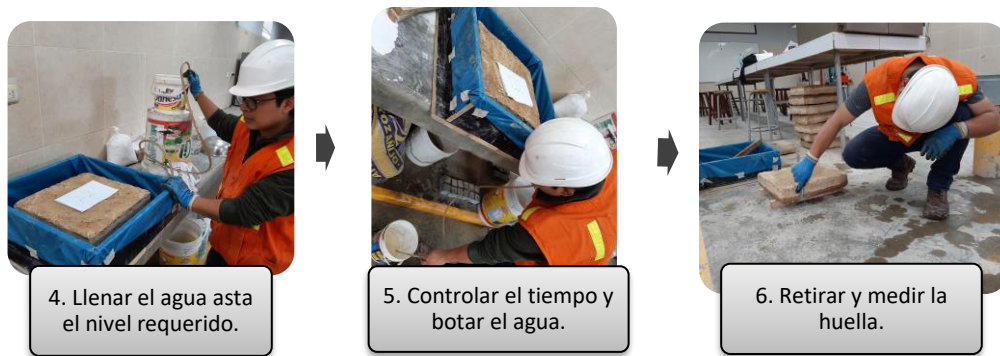 4. Llenar el agua asta
el nivel requerido.
5. Controlar el tiempo y
botar el agua.
6. Retirar y medir la
huella.